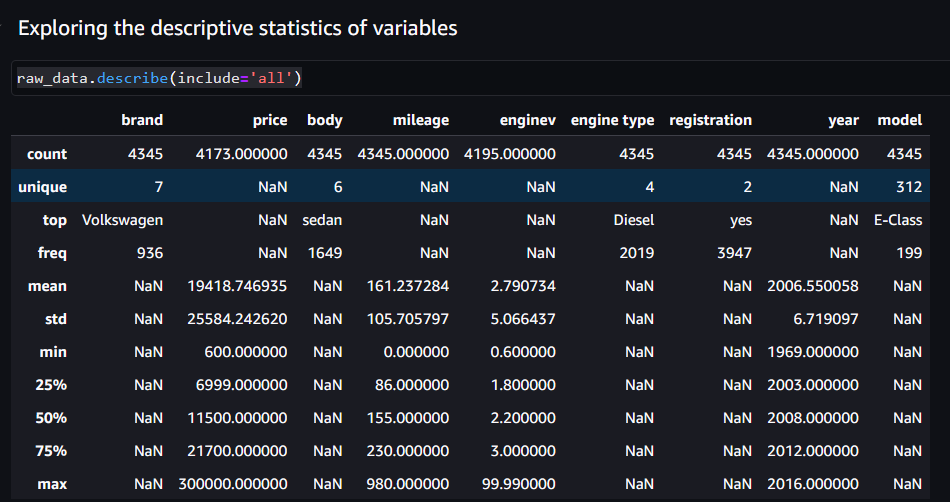 Exploring the descriptive statistics of variables
raw_data.describe(include='all')
brand price body mileage enginev engine type registration year model
count 4345 4173.000000 4345 4345.000000 4195.000000 4345 4345 4345.000000 4345
unique 7 NaN 6 NaN NaN 4 2 NaN 312
top Volkswagen NaN sedan NaN NaN Diesel yes NaN E-Class
freq 936 NaN 1649 NaN NaN 2019 3947 NaN 199
mean NaN 19418.746935 NaN 161.237284 2.790734 NaN NaN 2006.550058 NaN
std NaN 25584.242620 NaN 105.705797 5.066437 NaN NaN 6.719097 NaN
min NaN 600.000000 NaN 0.000000 0.600000 NaN NaN 1969.000000 NaN
25% NaN 6999.000000 NaN 86.000000 1.800000 NaN NaN 2003.000000 NaN
50% NaN 11500.000000 NaN 155.000000 2.200000 NaN NaN 2008.000000 NaN
75% NaN 21700.000000 NaN 230.000000 3.000000 NaN NaN 2012.000000 NaN
max NaN 300000.000000 NaN 980.000000 99.990000 NaN NaN 2016.000000 NaN